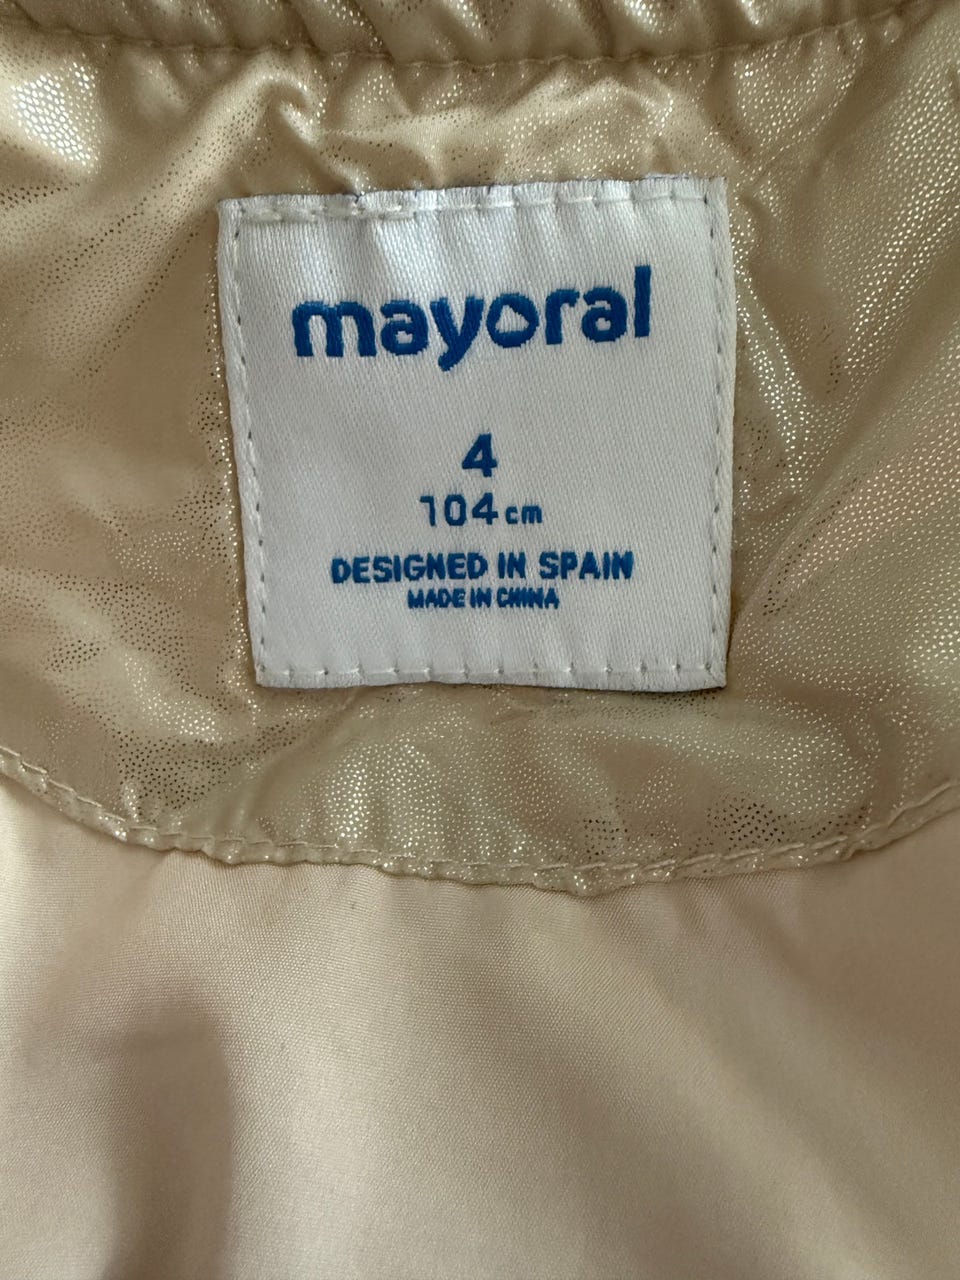 mayoral
4
104cm
DESIGNED IN SPAIN
MADE IN CHINA